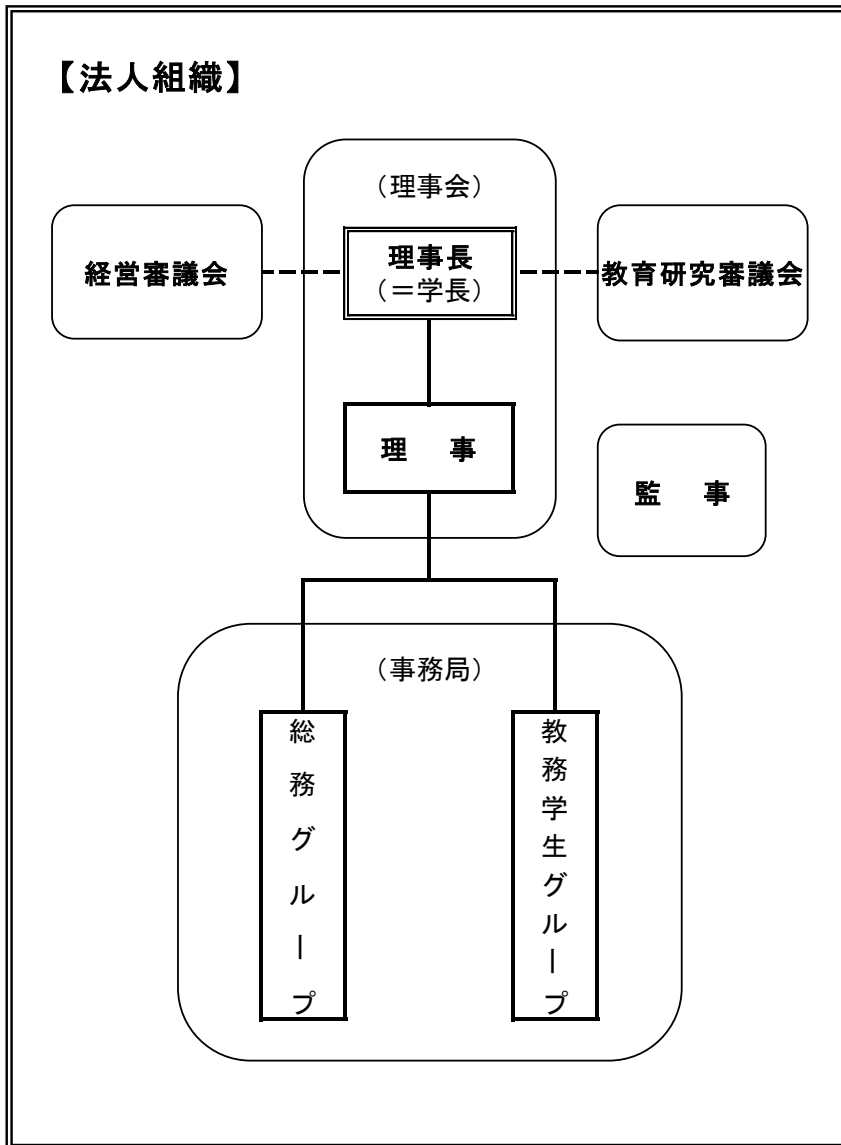 【法人組織】
（理事会）
経営審議会
理事長
（＝学長）
教育研究審議会
理　事
監　事
（事務局）
総務グループ
教務学生グループ